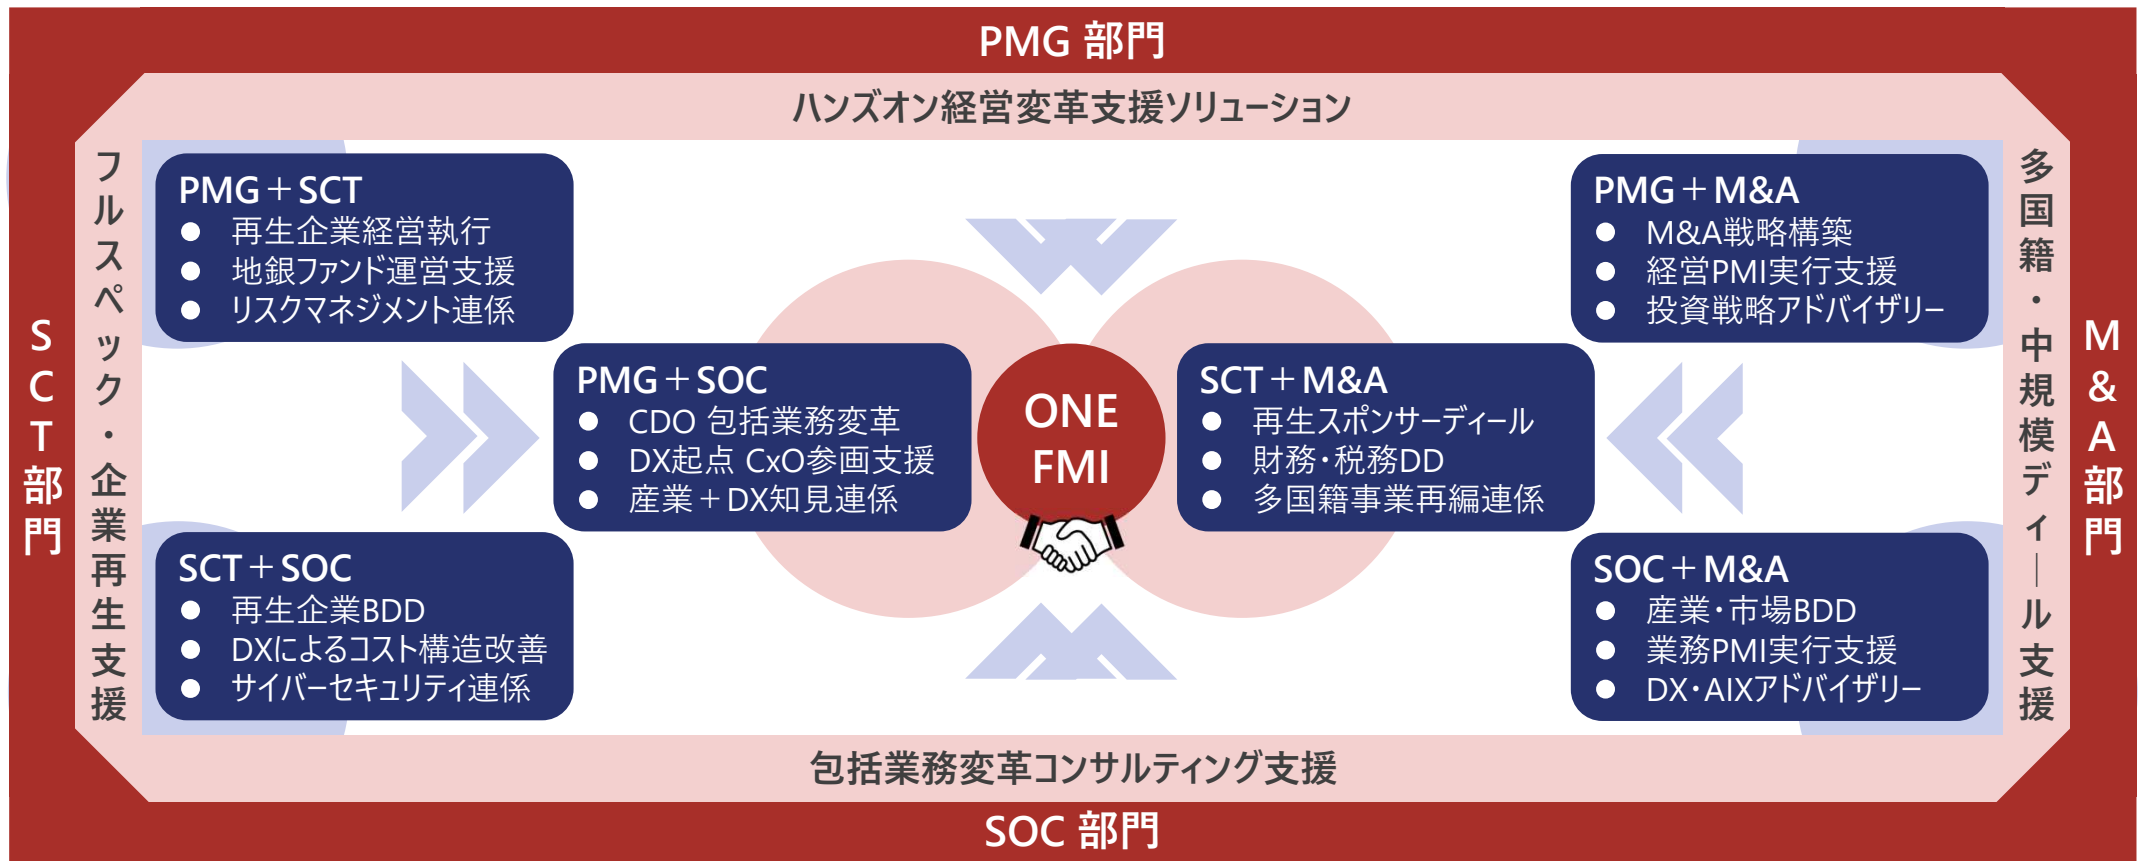 PMG 部門
ハンズオン経営変革支援ソリューション
SCT部門
フルスペック・企業再生支援
PMG＋SCT
● 再生企業経営執行
● 地銀ファンド運営支援
● リスクマネジメント連係
PMG＋M&A
● M&A戦略構築
● 経営PMI実行支援
● 投資戦略アドバイザリー
PMG＋SOC
● CDO 包括業務変革
● DX起点 CxO参画支援
● 産業＋DX知見連係
ONE
FMI
SCT＋M&A
● 再生スポンサーディール
● 財務・税務DD
● 多国籍事業再編連係
SCT＋SOC
● 再生企業BDD
● DXによるコスト構造改善
● サイバーセキュリティ連係
SOC＋M&A
● 産業・市場BDD
● 業務PMI実行支援
● DX・AIXアドバイザリー
多国籍・中規模ディール支援
M&A部門
包括業務変革コンサルティング支援
SOC 部門